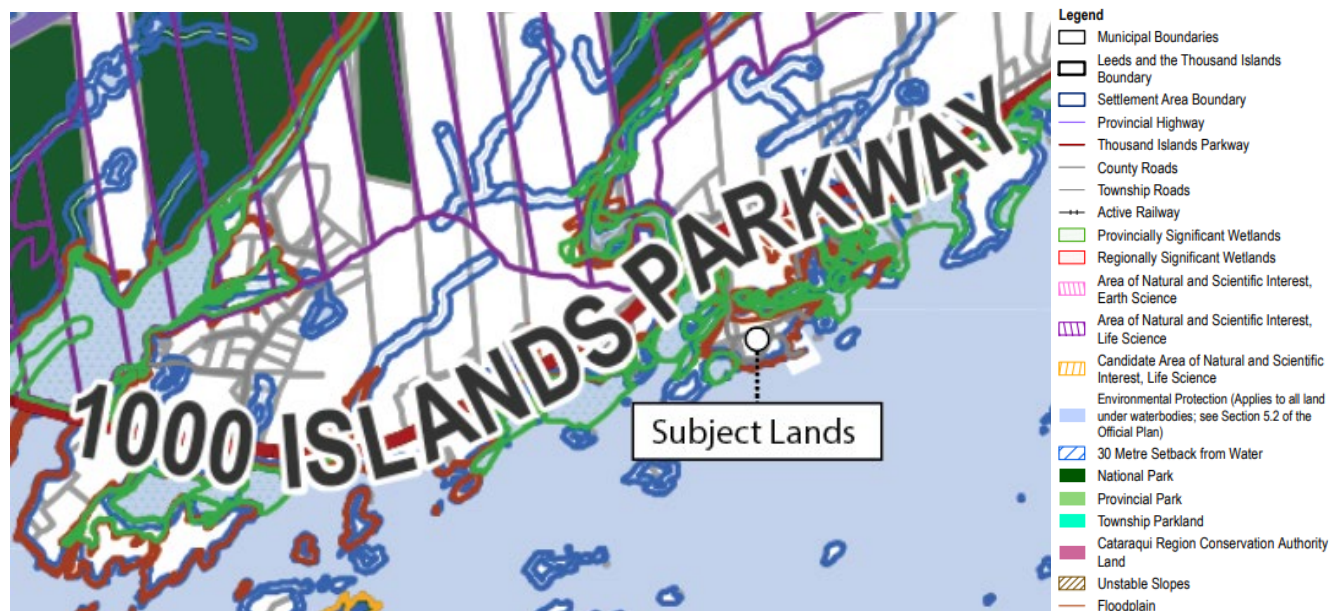 1000 ISLANDS PARKWAY
Subject Lands
Legend
Municipal Boundaries
Leeds and the Thousand Islands
Boundary
Settlement Area Boundary
Provincial Highway
Thousand Islands Parkway
County Roads
Township Roads
Active Railway
Provincially Significant Wetlands
Regionally Significant Wetlands
Area of Natural and Scientific Interest,
Earth Science
Area of Natural and Scientific Interest,
Life Science
Candidate Area of Natural and Scientific
Interest, Life Science
Environmental Protection (Applies to all land
under waterbodies; see Section 5.2 of the
Official Plan)
30 Metre Setback from Water
National Park
Provincial Park
Township Parkland
Cataraqui Region Conservation Authority
Land
Unstable Slopes
Floodplain